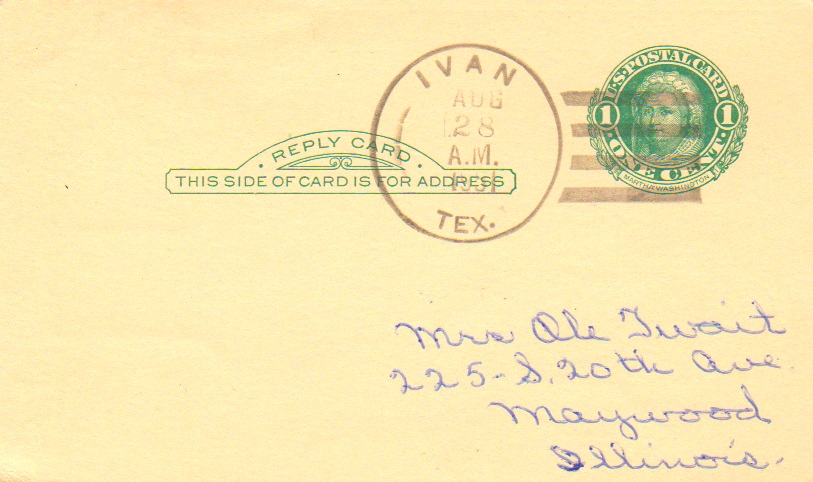 IVAN
AUG
28
A.M.
TEX.
U.S. POSTAL CARD
1 1
ONE CENT
MARTHA WASHINGTON
· REPLY CARD ·
THIS SIDE OF CARD IS FOR ADDRESS
Mrs Ole Twait
225-S. 20th Ave.
Maywood
Illinois.